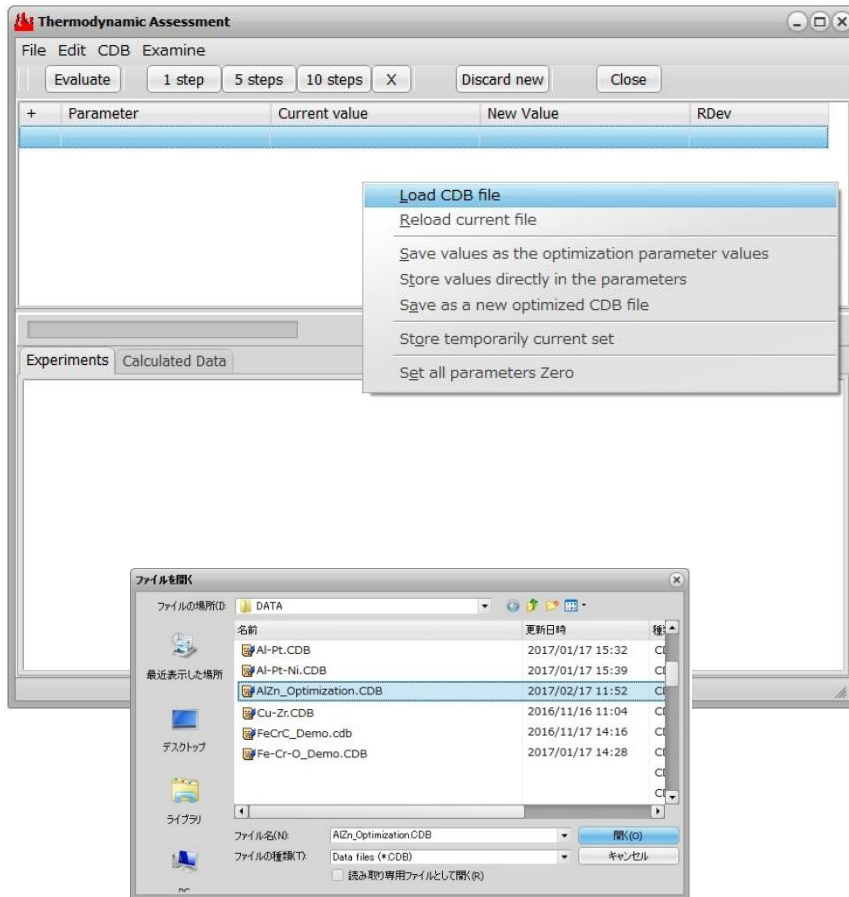 Thermodynamic Assessment
File Edit CDB Examine
Evaluate 1 step 5 steps 10 steps X Discard new Close
+ Parameter Current value New Value RDev
Load CDB file
Reload current file
Save values as the optimization parameter values
Store values directly in the parameters
Save as a new optimized CDB file
Store temporarily current set
Set all parameters Zero
Experiments Calculated Data
ファイルを開く
ファイルの場所(I): DATA
名前 更新日時 種
Al-Pt.CDB 2017/01/17 15:32
Al-Pt-Ni.CDB 2017/01/17 15:39
AlZn_Optimization.CDB 2017/02/17 11:52
Cu-Zr.CDB 2016/11/16 11:04
FeCrC_Demo.cdb 2016/11/17 14:16
Fe-Cr-O_Demo.CDB 2017/01/17 14:28
最近表示した場所
デスクトップ
ライブラリ
PC
ファイル名(N): AlZn_Optimization.CDB 開く(O)
ファイルの種類(T): Data files (*.CDB) キャンセル
読み取り専用ファイルとして開く(R)